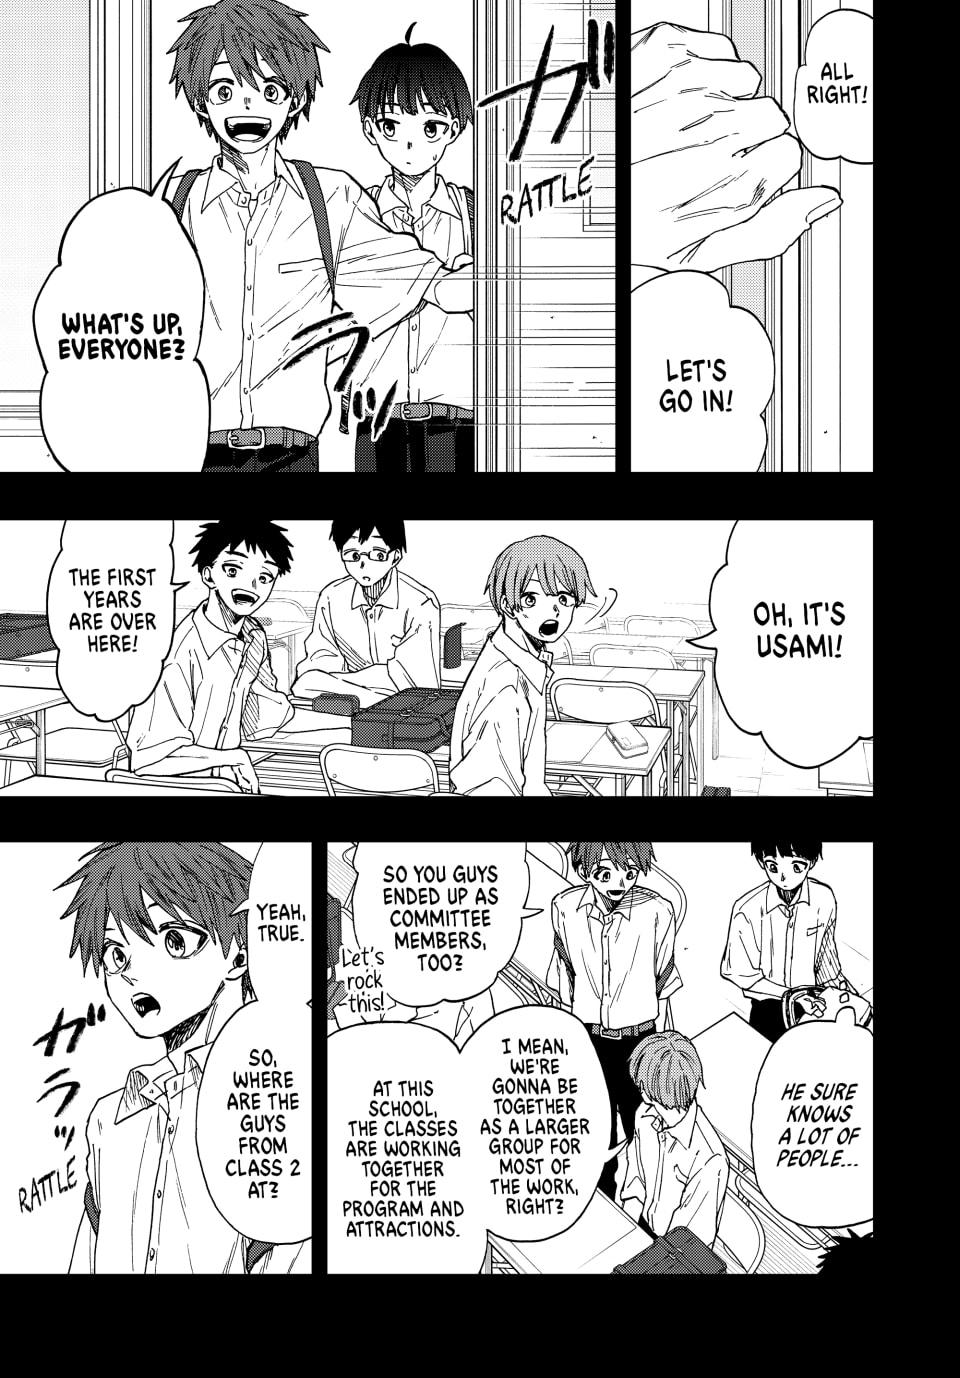 ALL
RIGHT!
LET'S
GO IN!
ガ
RATTLE
ラ
ッ
WHAT'S UP,
EVERYONE?
OH, IT'S
USAMI!
THE FIRST
YEARS
ARE OVER
HERE!
HE SURE
KNOWS
A LOT OF
PEOPLE...
SO YOU GUYS
ENDED UP AS
COMMITTEE
MEMBERS,
TOO?
Let's
rock
this!
I MEAN,
WE'RE
GONNA BE
TOGETHER
AS A LARGER
GROUP FOR
MOST OF
THE WORK,
RIGHT?
AT THIS
SCHOOL,
THE CLASSES
ARE WORKING
TOGETHER
FOR THE
PROGRAM AND
ATTRACTIONS.
YEAH,
TRUE.
SO,
WHERE
ARE THE
GUYS
FROM
CLASS 2
AT?
ガ
ラ
ッ
RATTLE